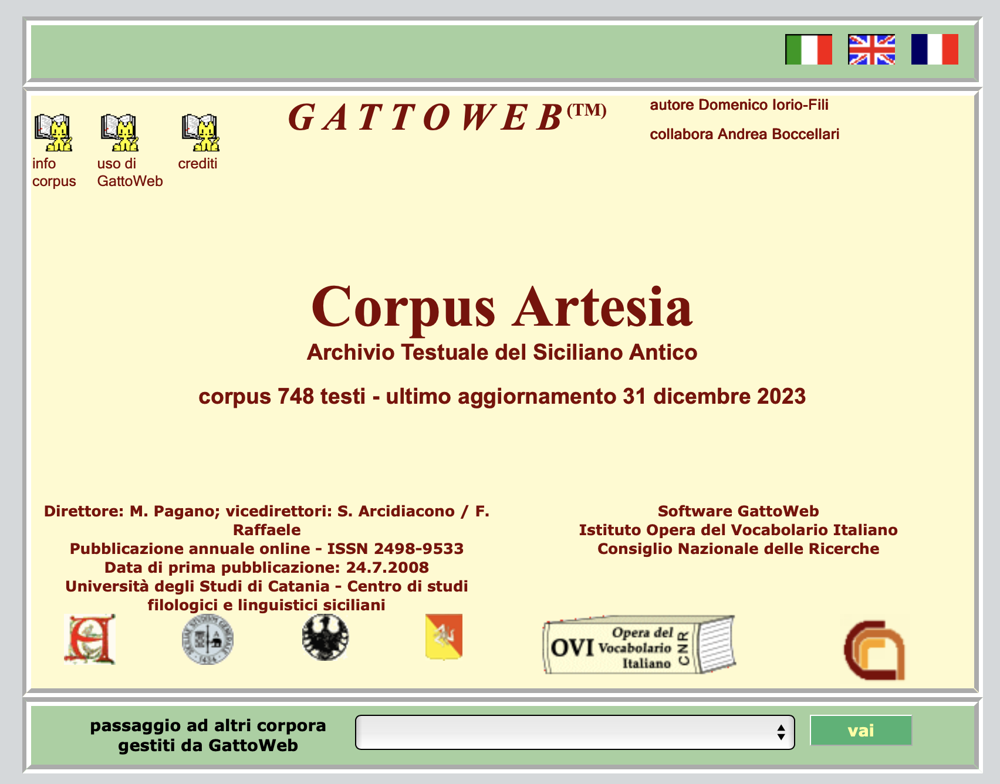 GATTOWEB(TM)
autore Domenico Iorio-Fili
collabora Andrea Boccellari
info
corpus
uso di
GattoWeb
crediti
Corpus Artesia
Archivio Testuale del Siciliano Antico
corpus 748 testi - ultimo aggiornamento 31 dicembre 2023
Direttore: M. Pagano; vicedirettori: S. Arcidiacono / F.
Raffaele
Pubblicazione annuale online - ISSN 2498-9533
Data di prima pubblicazione: 24.7.2008
Università degli Studi di Catania - Centro di studi
filologici e linguistici siciliani
Software GattoWeb
Istituto Opera del Vocabolario Italiano
Consiglio Nazionale delle Ricerche
OVI
Opera del
Vocabolario
Italiano
CNR
passaggio ad altri corpora
gestiti da GattoWeb
vai